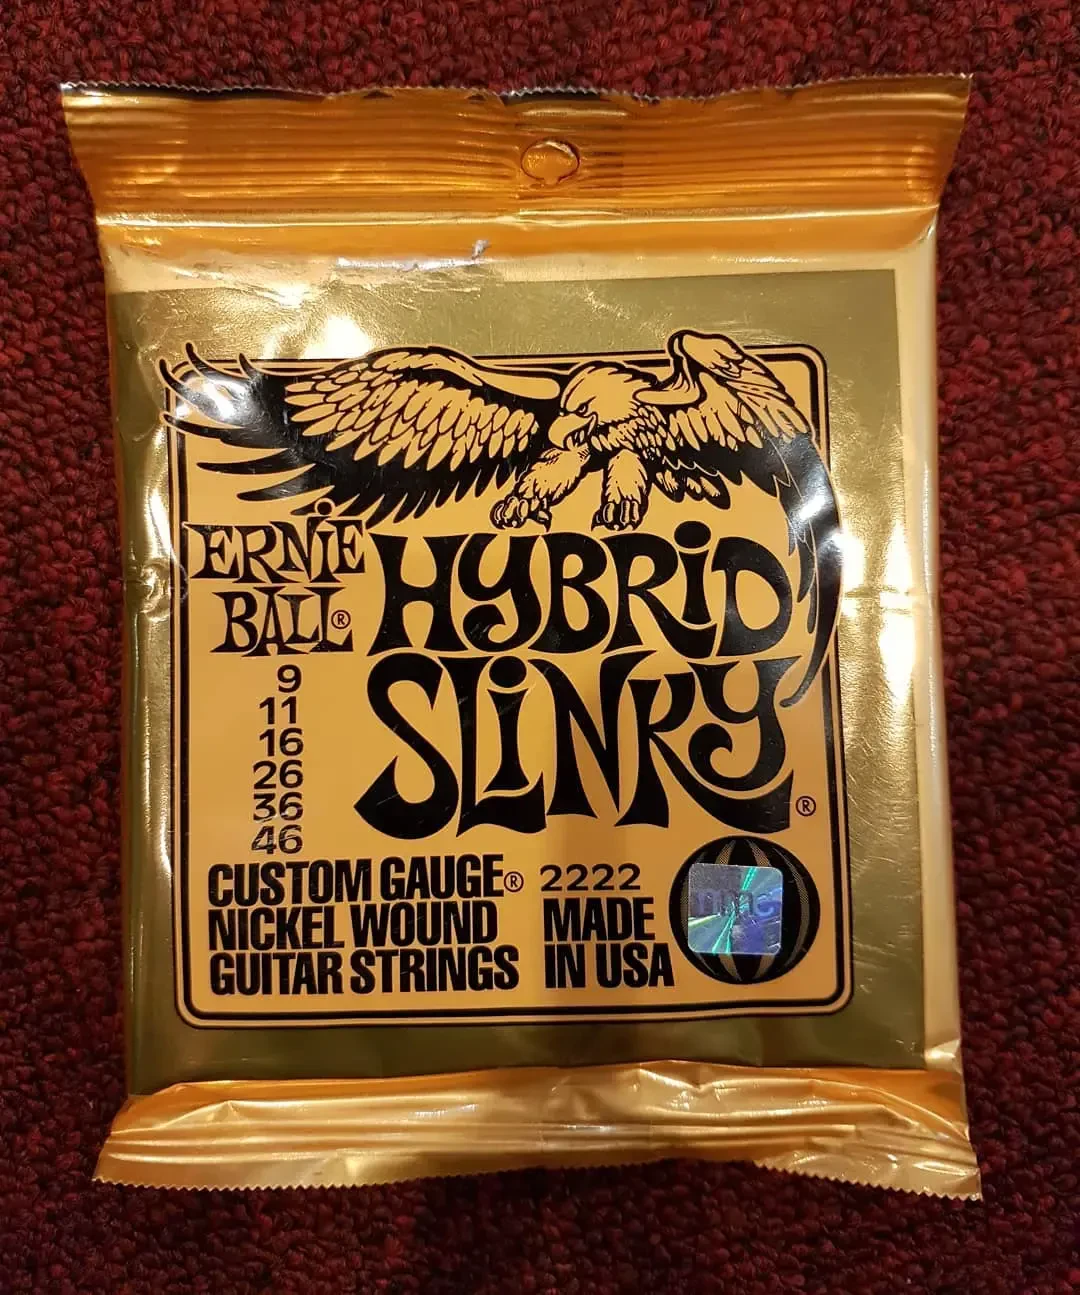 ERNIE
BALL®
HYBRID
SLINKY®
9
11
16
26
36
46
CUSTOM GAUGE®
NICKEL WOUND
GUITAR STRINGS
2222
MADE
IN USA